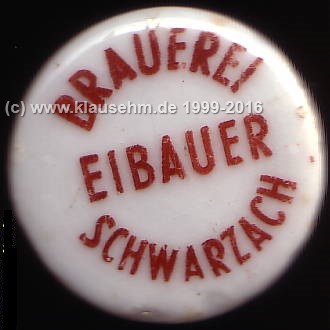 BRAUEREI
(c) www.klausehm.de 1999-2016
EIBAUER
SCHWARZACH